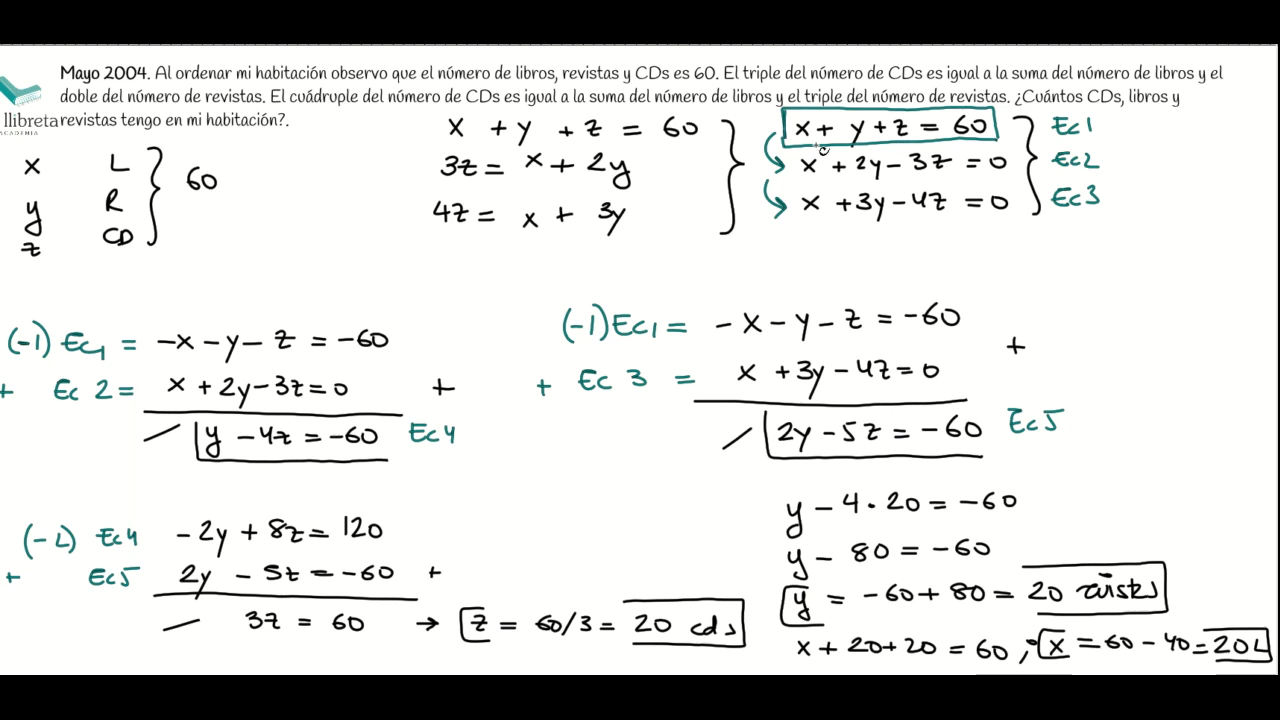 Mayo 2004. Al ordenar mi habitación observo que el número de libros, revistas y CDs es 60. El triple del número de CDs es igual a la suma del número de libros y el
doble del número de revistas. El cuádruple del número de CDs es igual a la suma del número de libros y el triple del número de revistas. ¿Cuántos CDs, libros y
revistas tengo en mi habitación?.
llibreta
ACADEMIA
x L
y R } 60
z CD
x + y + z = 60
3z = x + 2y
4z = x + 3y
x + y + z = 60 Ec1
x + 2y - 3z = 0 Ec2
x + 3y - 4z = 0 Ec3
(-1) Ec1 = -x - y - z = -60
+ Ec 2 = x + 2y - 3z = 0 +
y - 4z = -60 Ec4
(-1) Ec1 = -x - y - z = -60
+ Ec 3 = x + 3y - 4z = 0 +
2y - 5z = -60 Ec5
(-2) Ec4 -2y + 8z = 120
+ Ec5 2y - 5z = -60 +
3z = 60 → z = 60/3 = 20 cds
y - 4 · 20 = -60
y - 80 = -60
y = -60 + 80 = 20
x + 20 + 20 = 60 ; x = 60 - 40 = 20 L